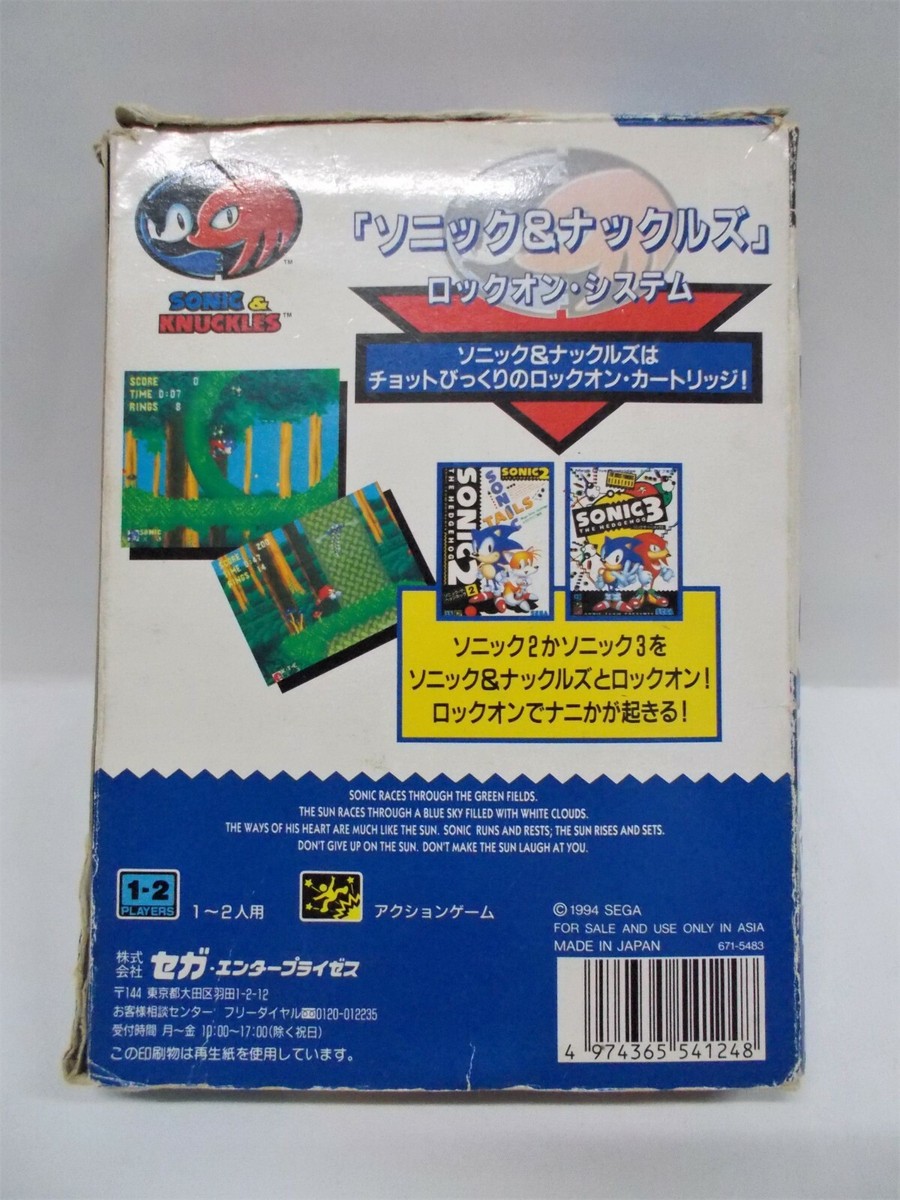 SONIC &
KNUCKLES™
「ソニック&ナックルズ」
ロックオン・システム
ソニック&ナックルズは
チョットびっくりのロックオン・カートリッジ!
SCORE 0
TIME 0:07
RINGS 8
SONIC
SONIC 2
THE HEDGEHOG
SONIC 2
TAILS
SEGA
SONIC 3
THE HEDGEHOG
SEGA
ソニック2かソニック3を
ソニック&ナックルズとロックオン!
ロックオンでナニかが起きる!
SONIC RACES THROUGH THE GREEN FIELDS.
THE SUN RACES THROUGH A BLUE SKY FILLED WITH WHITE CLOUDS.
THE WAYS OF HIS HEART ARE MUCH LIKE THE SUN. SONIC RUNS AND RESTS; THE SUN RISES AND SETS.
DON'T GIVE UP ON THE SUN. DON'T MAKE THE SUN LAUGH AT YOU.
1-2
PLAYERS
1〜2人用
アクションゲーム
©1994 SEGA
FOR SALE AND USE ONLY IN ASIA
MADE IN JAPAN 671-5483
株式会社 セガ・エンタープライゼス
〒144 東京都大田区羽田1-2-12
お客様相談センター フリーダイヤル0120-012235
受付時間 月〜金 10:00〜17:00(除く祝日)
この印刷物は再生紙を使用しています。
4 974365 541248